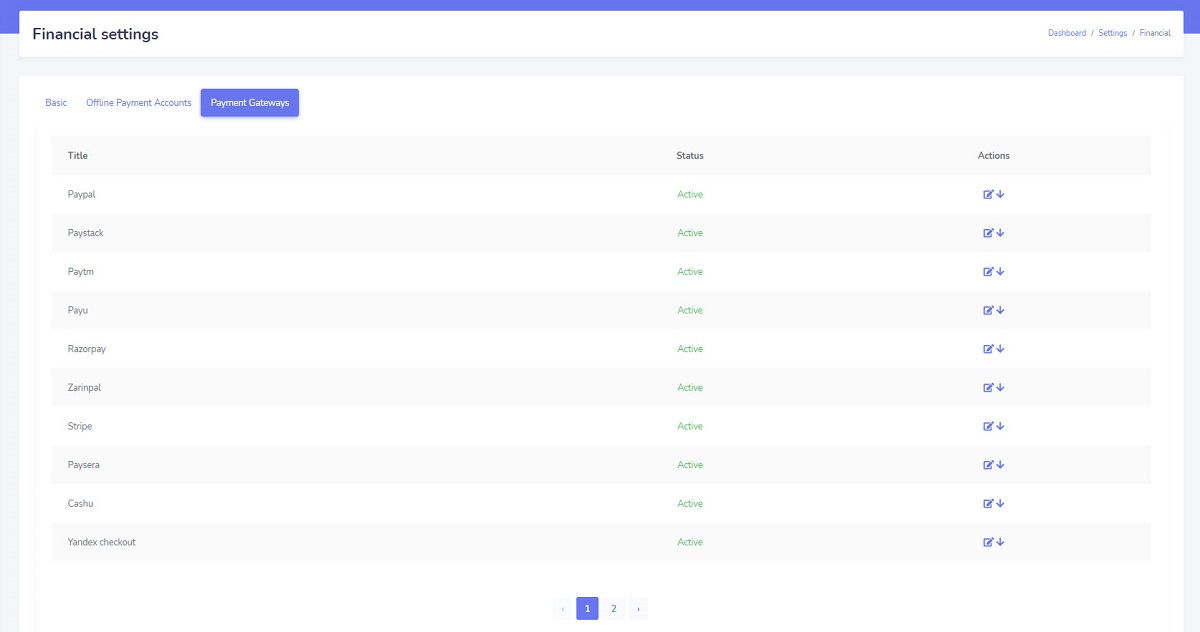 Financial settings
Dashboard / Settings / Financial
Basic Offline Payment Accounts Payment Gateways
Title Status Actions
Paypal Active
Paystack Active
Paytm Active
Payu Active
Razorpay Active
Zarinpal Active
Stripe Active
Paysera Active
Cashu Active
Yandex checkout Active
‹ 1 2 ›